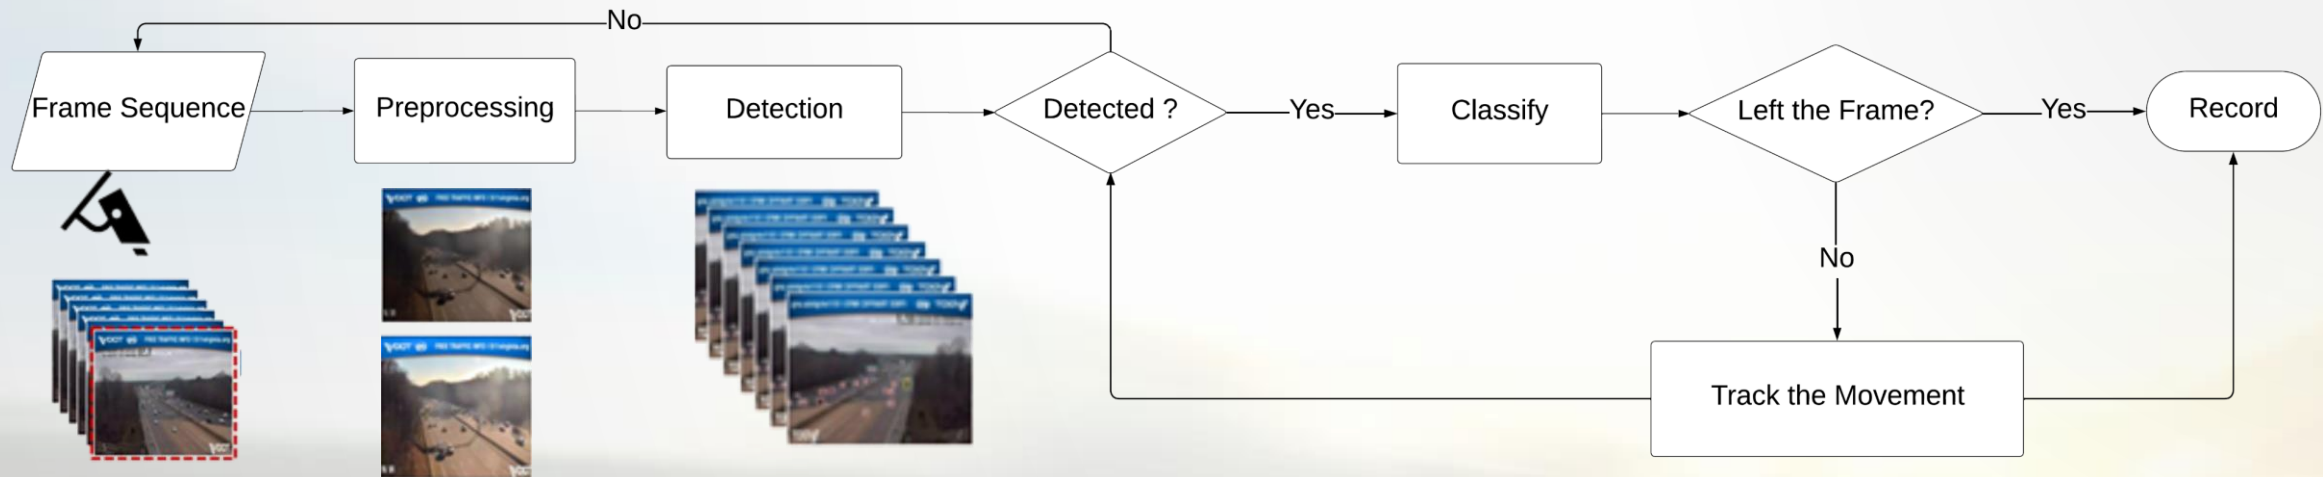 No
Frame Sequence
Preprocessing
Detection
Detected ?
Yes
Classify
Left the Frame?
Yes
Record
No
Track the Movement